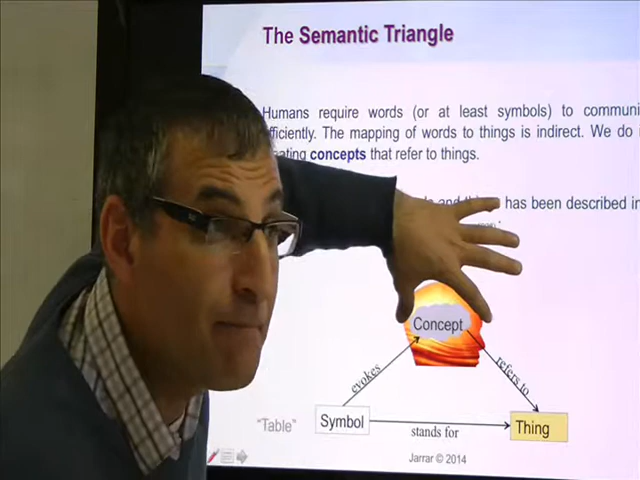 The Semantic Triangle
Humans require words (or at least symbols) to communi
fficiently. The mapping of words to things is indirect. We do
ating concepts that refer to things.
and has been described in
Concept
evokes
refers to
"Table"
Symbol
stands for
Thing
Jarrar © 2014